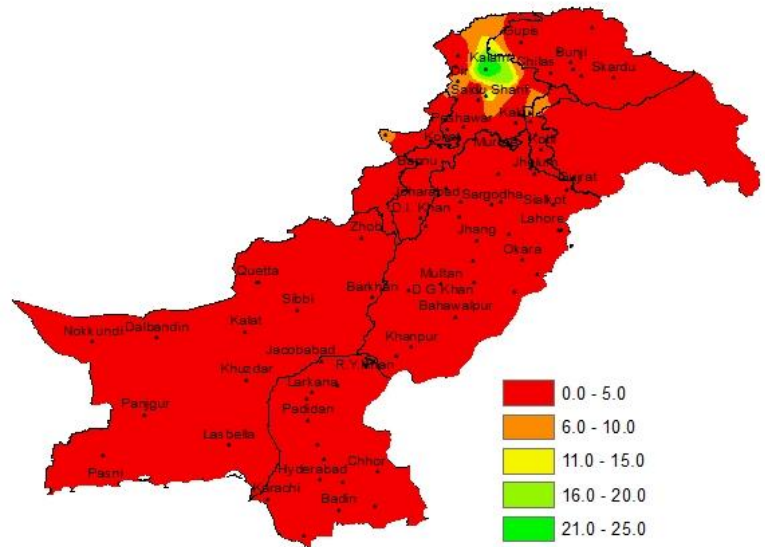 Gupis
Kalam
Bunji
Chilas
Skardu
Dir
Saidu Sharif
Peshawar
Kakul
Kohat
Murree
Kotli
Bannu
Jhelum
Joharabad
Sargodha
Sialkot
D.I. Khan
Lahore
Zhob
Jhang
Okara
Quetta
Multan
Barkhan
D.G.Khan
Sibbi
Bahawalpur
Nokkundi
Dalbandin
Kalat
Khanpur
Jacobabad
R.Y.Khan
Khuzdar
Larkana
0.0 - 5.0
Panjgur
Padidan
6.0 - 10.0
Lasbella
11.0 - 15.0
Pasni
Hyderabad
Chhor
16.0 - 20.0
Karachi
Badin
21.0 - 25.0